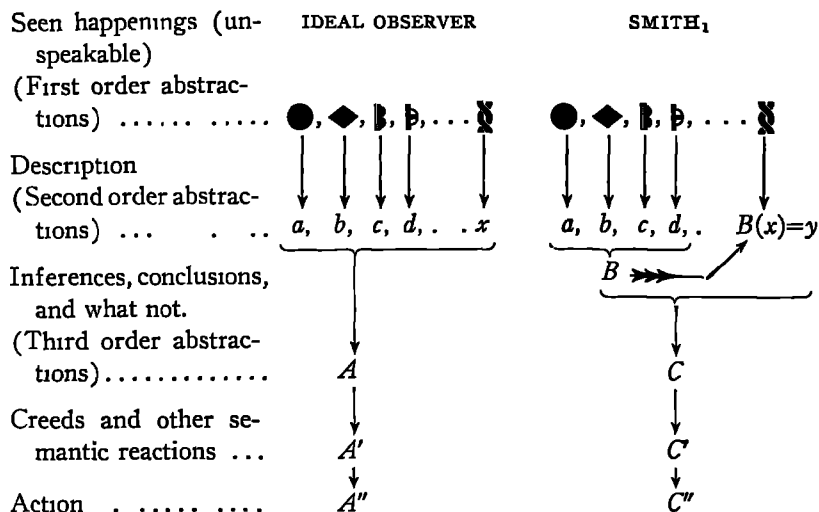 Seen happenings (un- IDEAL OBSERVER SMITH₁
speakable)
(First order abstrac-
tions) ...... ..... , , , , ... , , , , . . .
Description
(Second order abstrac-
tions) ... . .. a, b, c, d, . . x a, b, c, d, . B(x)=y
B
Inferences, conclusions,
and what not.
(Third order abstrac-
tions)............. A C
Creeds and other se-
mantic reactions ... A′ C′
Action . ..... .... A″ C″